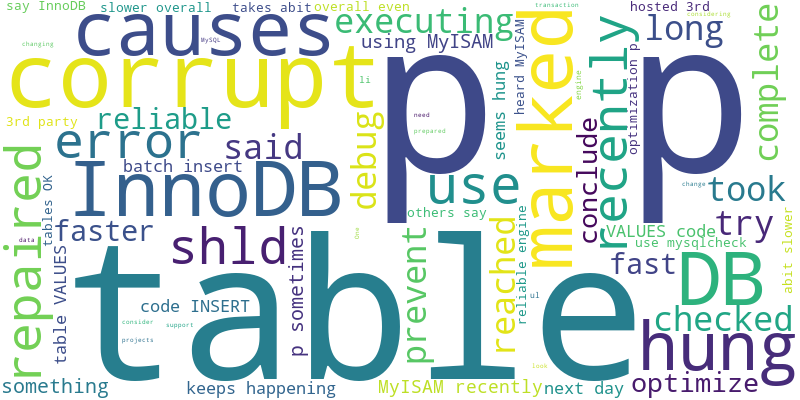 say InnoDB
slower overall
takes abit
overall even
transaction
hosted 3rd
considering
causes
executing
recently
long
complete
changing
MySQL
using MyISAM
heard MyISAM
marked
optimization p
corrupt
p
p
li
engine
seems hung
3rd party
reliable
debug
need
prepared
error
said
conclude
repaired
tables OK
batch insert
InnoDB
use
change
took
others say
faster
shld
VALUES code
try
abit slower
data
One
use mysqlcheck
table VALUES
table
p sometimes
prevent
reached
reliable engine
fast
DB
code INSERT
ul
consider
support
projects
checked
hung
look
something
keeps happening
MyISAM recently
next day
optimize